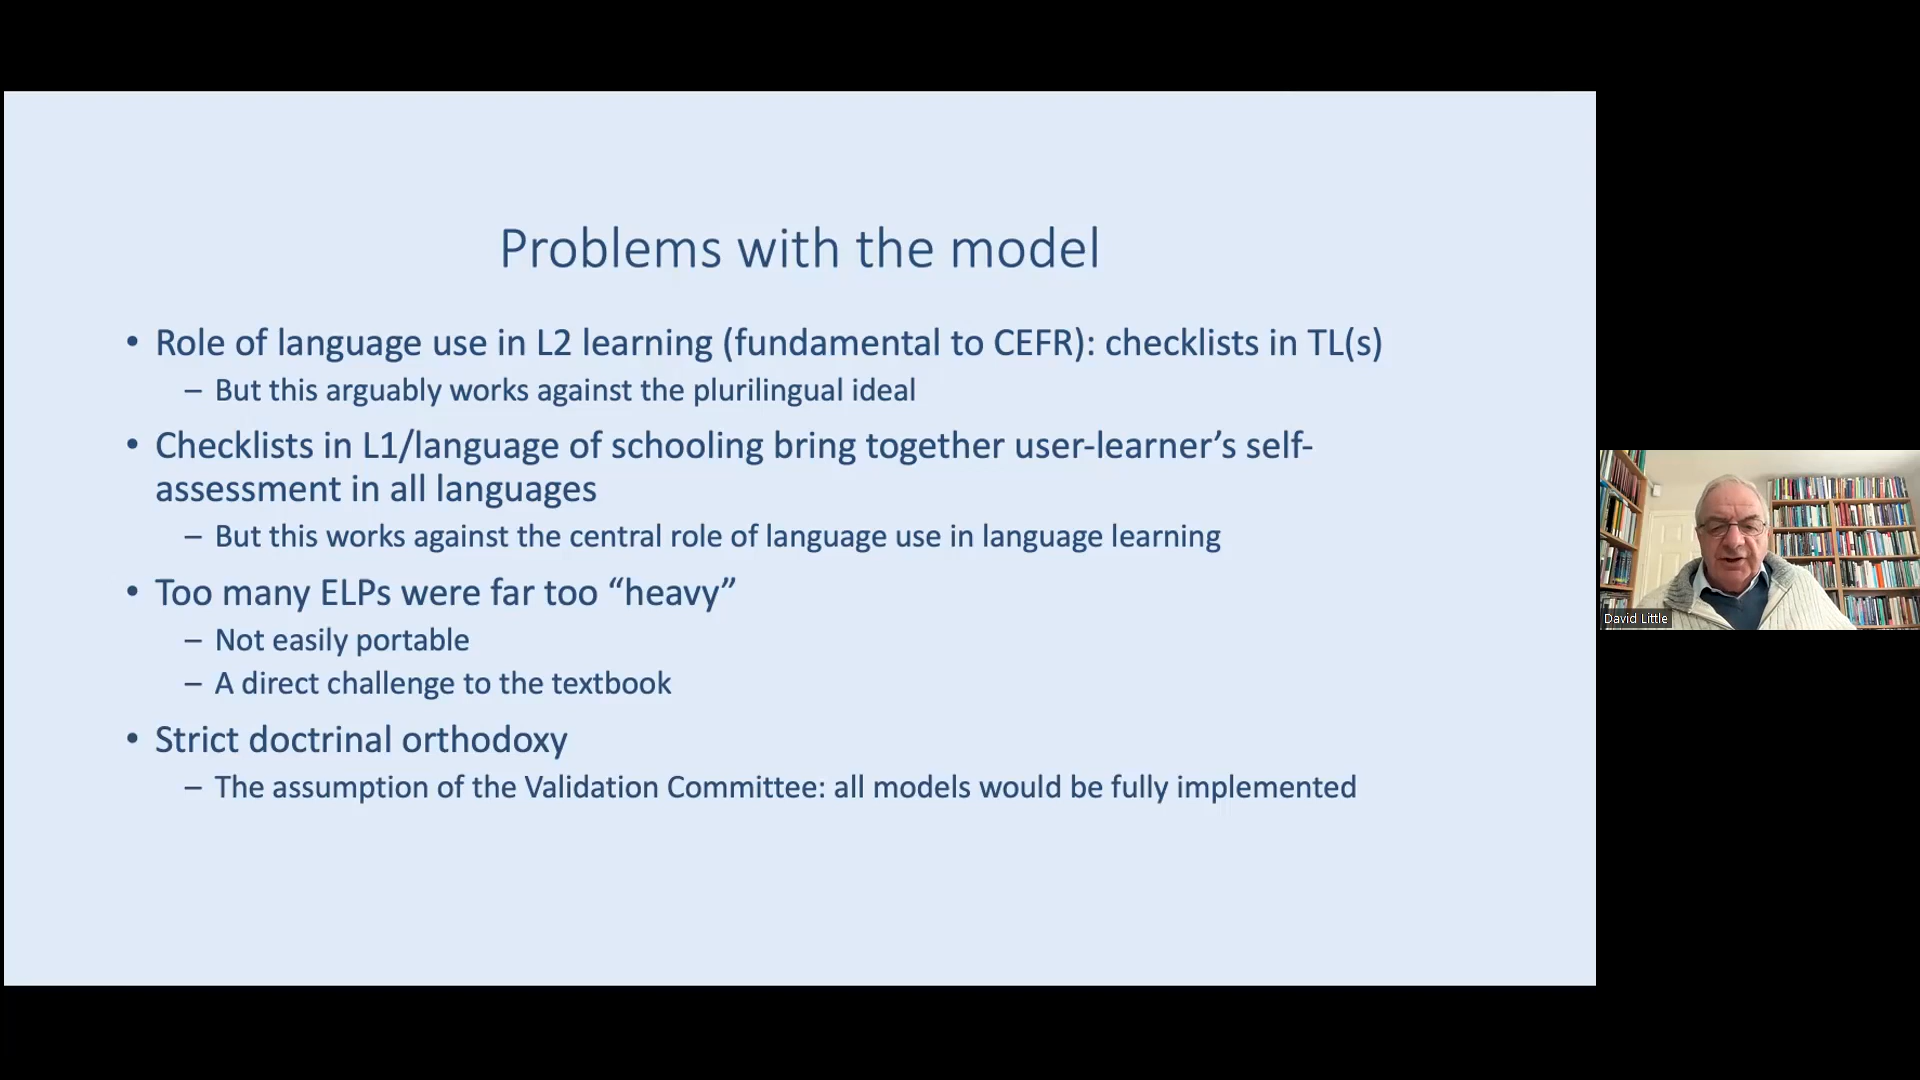 Problems with the model
• Role of language use in L2 learning (fundamental to CEFR): checklists in TL(s)
– But this arguably works against the plurilingual ideal
• Checklists in L1/language of schooling bring together user-learner’s self-
assessment in all languages
– But this works against the central role of language use in language learning
• Too many ELPs were far too “heavy”
– Not easily portable
– A direct challenge to the textbook
• Strict doctrinal orthodoxy
– The assumption of the Validation Committee: all models would be fully implemented
David Little